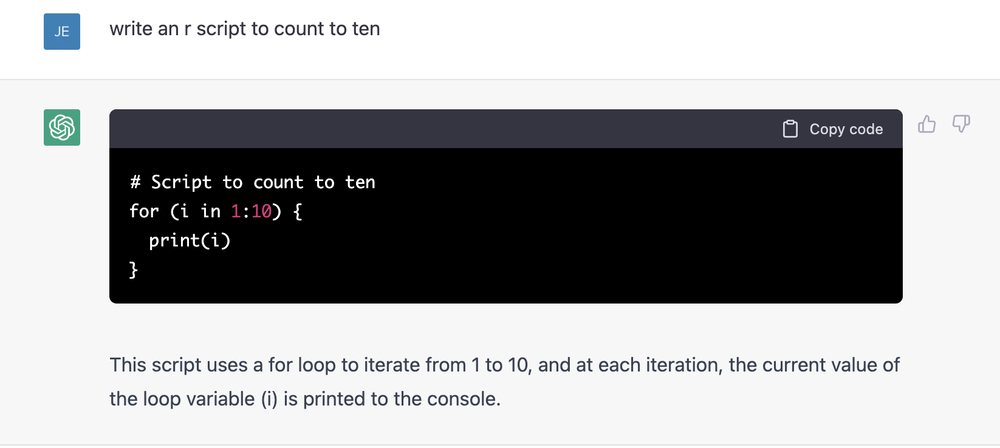 JE
write an r script to count to ten
Copy code
# Script to count to ten
for (i in 1:10) {
  print(i)
}
This script uses a for loop to iterate from 1 to 10, and at each iteration, the current value of
the loop variable (i) is printed to the console.